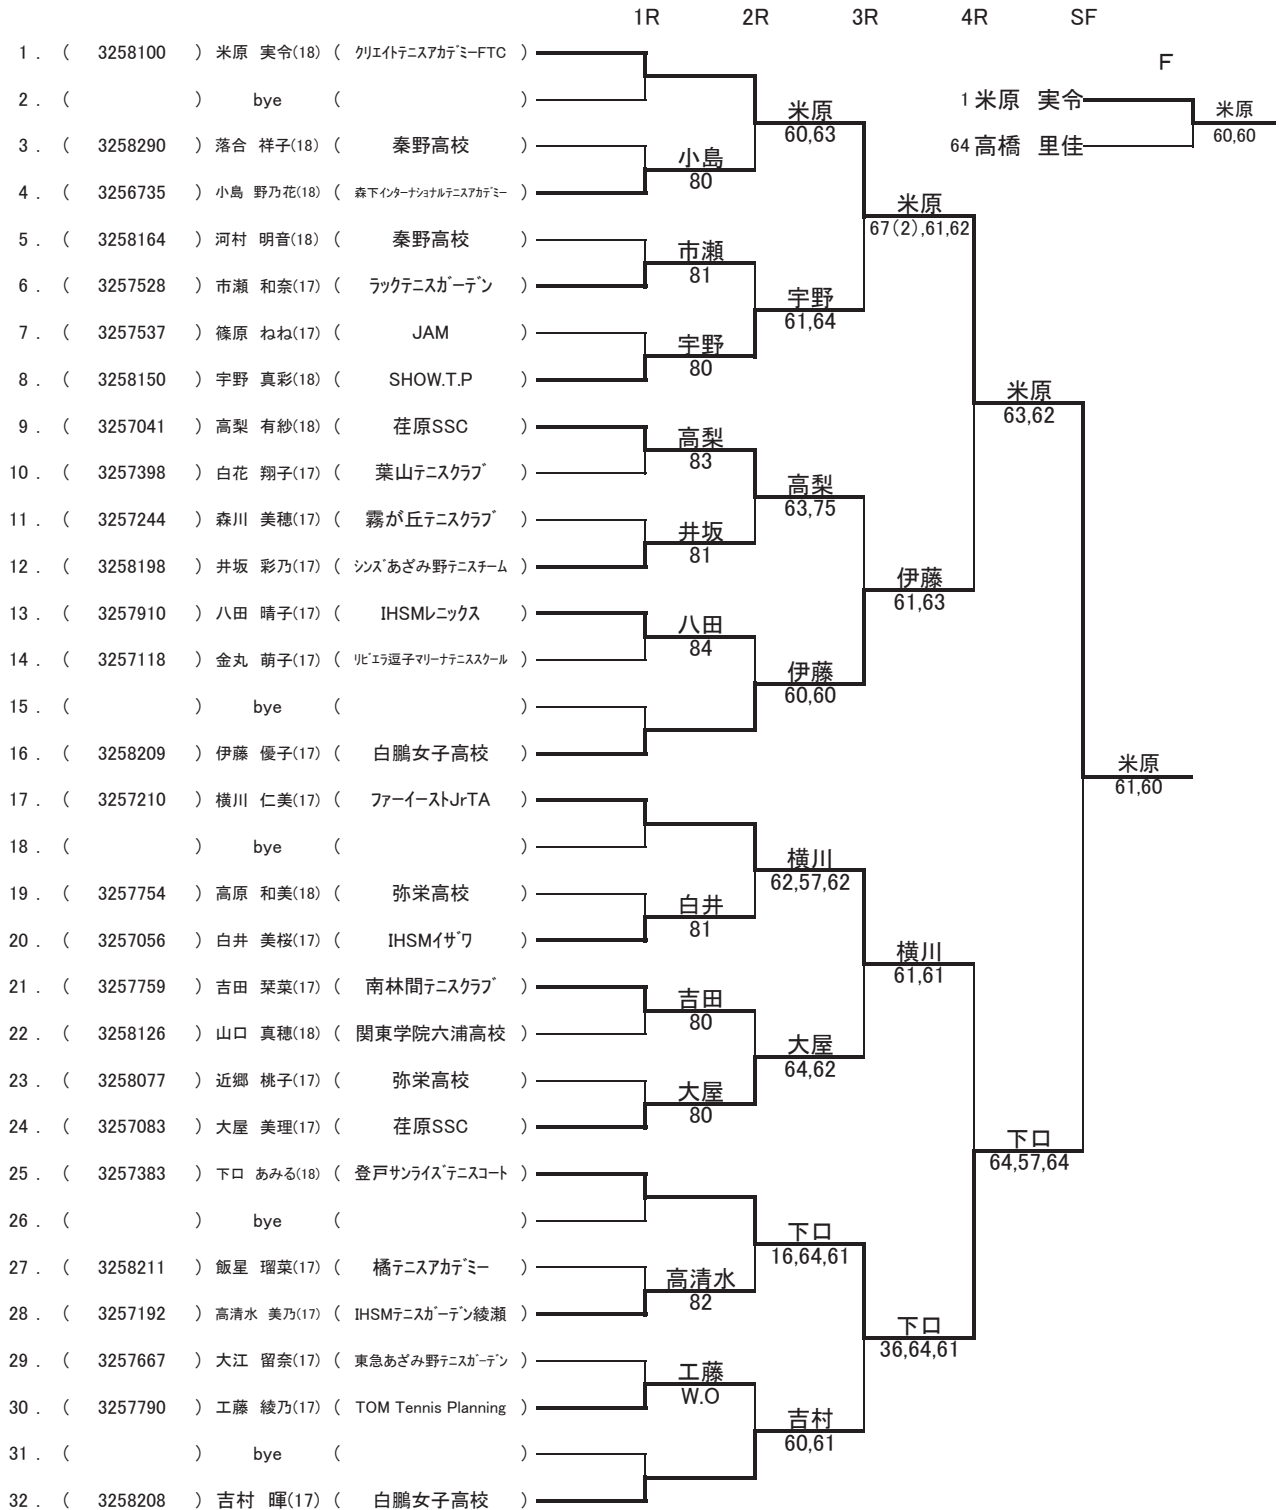 1R 2R 3R 4R SF
F
1 . ( 3258100 ) 米原 実令(18) ( クリエイトテニスアカデミーFTC )
2 . ( ) bye ( )
1 米原 実令
米原
米原
60,63
60,60
3 . ( 3258290 ) 落合 祥子(18) ( 秦野高校 )
64 高橋 里佳
小島
80
4 . ( 3256735 ) 小島 野乃花(18) ( 森下インターナショナルテニスアカデミー )
米原
67(2),61,62
5 . ( 3258164 ) 河村 明音(18) ( 秦野高校 )
市瀬
81
6 . ( 3257528 ) 市瀬 和奈(17) ( ラックテニスガーデン )
宇野
61,64
7 . ( 3257537 ) 篠原 ねね(17) ( JAM )
宇野
80
8 . ( 3258150 ) 宇野 真彩(18) ( SHOW.T.P )
米原
63,62
9 . ( 3257041 ) 高梨 有紗(18) ( 荏原SSC )
高梨
83
10 . ( 3257398 ) 白花 翔子(17) ( 葉山テニスクラブ )
高梨
63,75
11 . ( 3257244 ) 森川 美穂(17) ( 霧が丘テニスクラブ )
井坂
81
12 . ( 3258198 ) 井坂 彩乃(17) ( シンズあざみ野テニスチーム )
伊藤
61,63
13 . ( 3257910 ) 八田 晴子(17) ( IHSMレニックス )
八田
84
14 . ( 3257118 ) 金丸 萌子(17) ( リビエラ逗子マリーナテニススクール )
伊藤
60,60
15 . ( ) bye ( )
16 . ( 3258209 ) 伊藤 優子(17) ( 白鵬女子高校 )
米原
61,60
17 . ( 3257210 ) 横川 仁美(17) ( ファーイーストJrTA )
18 . ( ) bye ( )
横川
62,57,62
19 . ( 3257754 ) 高原 和美(18) ( 弥栄高校 )
白井
81
20 . ( 3257056 ) 白井 美桜(17) ( IHSMイザワ )
横川
61,61
21 . ( 3257759 ) 吉田 栞菜(17) ( 南林間テニスクラブ )
吉田
80
22 . ( 3258126 ) 山口 真穂(18) ( 関東学院六浦高校 )
大屋
64,62
23 . ( 3258077 ) 近郷 桃子(17) ( 弥栄高校 )
大屋
80
24 . ( 3257083 ) 大屋 美理(17) ( 荏原SSC )
下口
64,57,64
25 . ( 3257383 ) 下口 あみる(18) ( 登戸サンライズテニスコート )
26 . ( ) bye ( )
下口
16,64,61
27 . ( 3258211 ) 飯星 瑠菜(17) ( 橘テニスアカデミー )
高清水
82
28 . ( 3257192 ) 高清水 美乃(17) ( IHSMテニスガーデン綾瀬 )
下口
36,64,61
29 . ( 3257667 ) 大江 留奈(17) ( 東急あざみ野テニスガーデン )
工藤
W.O
30 . ( 3257790 ) 工藤 綾乃(17) ( TOM Tennis Planning )
吉村
60,61
31 . ( ) bye ( )
32 . ( 3258208 ) 吉村 暉(17) ( 白鵬女子高校 )